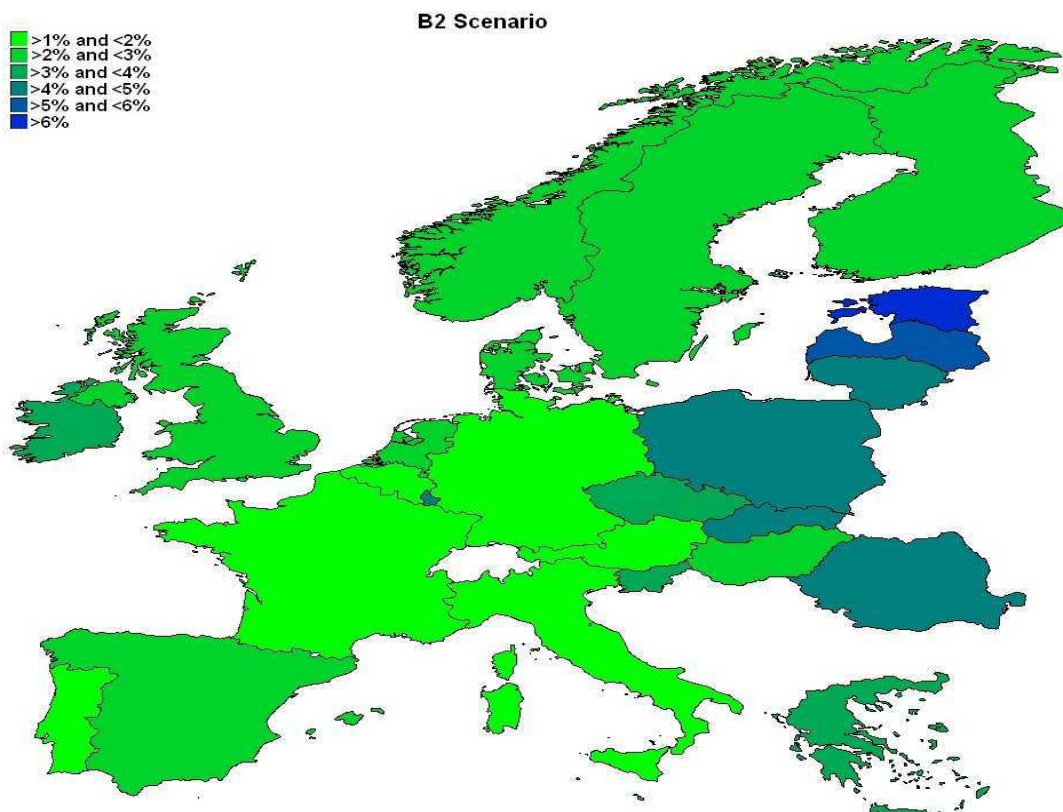 B2 Scenario
>1% and <2%
>2% and <3%
>3% and <4%
>4% and <5%
>5% and <6%
>6%